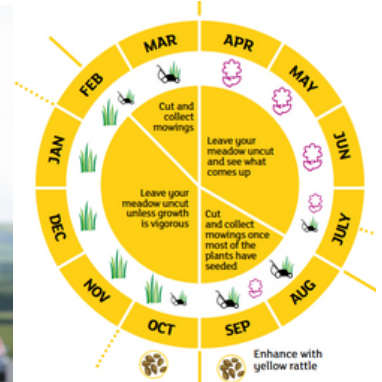 MAR
APR
MAY
JUN
JULY
AUG
SEP
OCT
NOV
DEC
JAN
FEB
Cut and
collect
mowings
Leave your
meadow uncut
and see what
comes up
Leave your
meadow uncut
unless growth
is vigorous
Cut
and collect
mowings once
most of the
plants have
seeded
Enhance with
yellow rattle